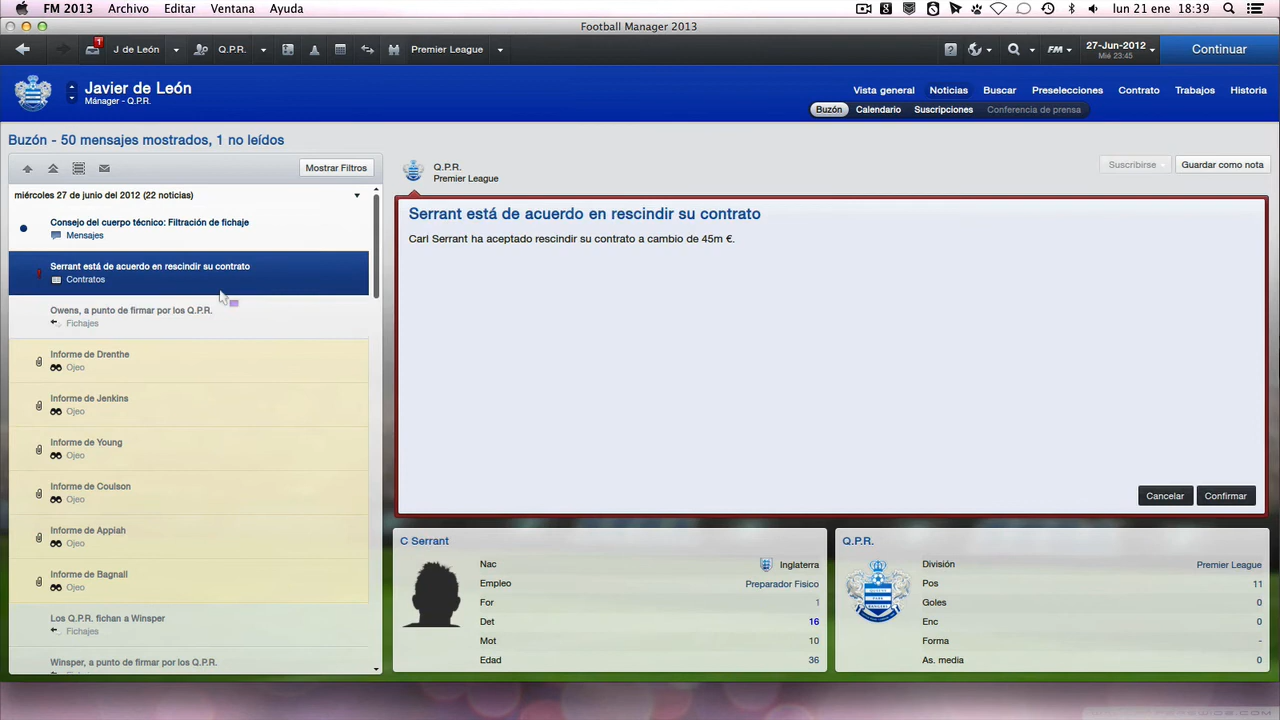 FM 2013 Archivo Editar Ventana Ayuda lun 21 ene 18:39
Football Manager 2013
1 J de León Q.P.R. Premier League ? FM 27-Jun-2012 Continuar
Mié 23:45
Javier de León
Mánager - Q.P.R.
Vista general Noticias Buscar Preselecciones Contrato Trabajos Historia
Buzón Calendario Suscripciones Conferencia de prensa
Buzón - 50 mensajes mostrados, 1 no leídos
Mostrar Filtros
miércoles 27 de junio del 2012 (22 noticias)
Consejo del cuerpo técnico: Filtración de fichaje
Mensajes
Serrant está de acuerdo en rescindir su contrato
Contratos
Owens, a punto de firmar por los Q.P.R.
Fichajes
Informe de Drenthe
Ojeo
Informe de Jenkins
Ojeo
Informe de Young
Ojeo
Informe de Coulson
Ojeo
Informe de Appiah
Ojeo
Informe de Bagnall
Ojeo
Los Q.P.R. fichan a Winsper
Fichajes
Winsper, a punto de firmar por los Q.P.R.
Q.P.R.
Premier League
Suscribirse
Guardar como nota
Serrant está de acuerdo en rescindir su contrato
Carl Serrant ha aceptado rescindir su contrato a cambio de 45m €.
Cancelar Confirmar
C Serrant
Nac Inglaterra
Empleo Preparador Fisico
For 1
Det 16
Mot 10
Edad 36
Q.P.R.
División Premier League
Pos 11
Goles 0
Enc 0
Forma -
As. media 0